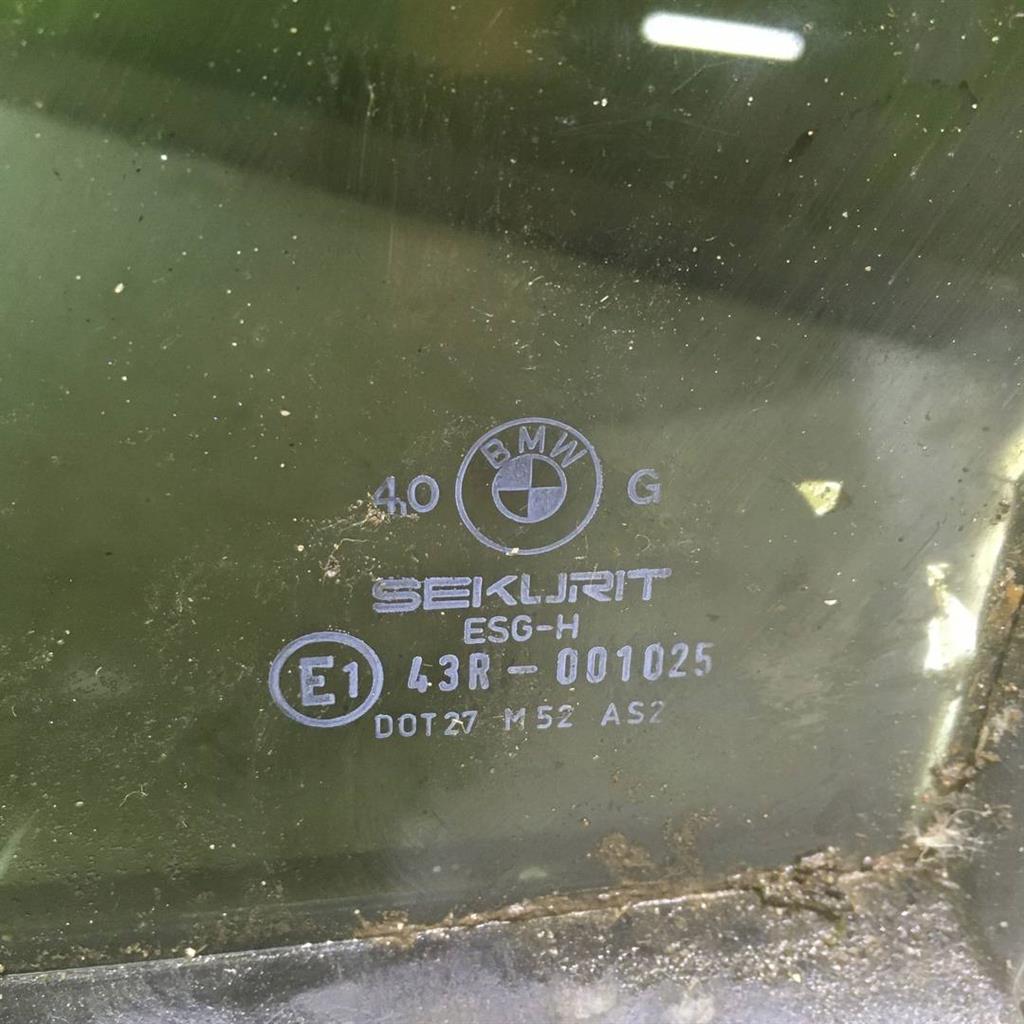 4,0 BMW G
SEKURIT
ESG-H
E1 43R-001025
DOT27 M52 AS2